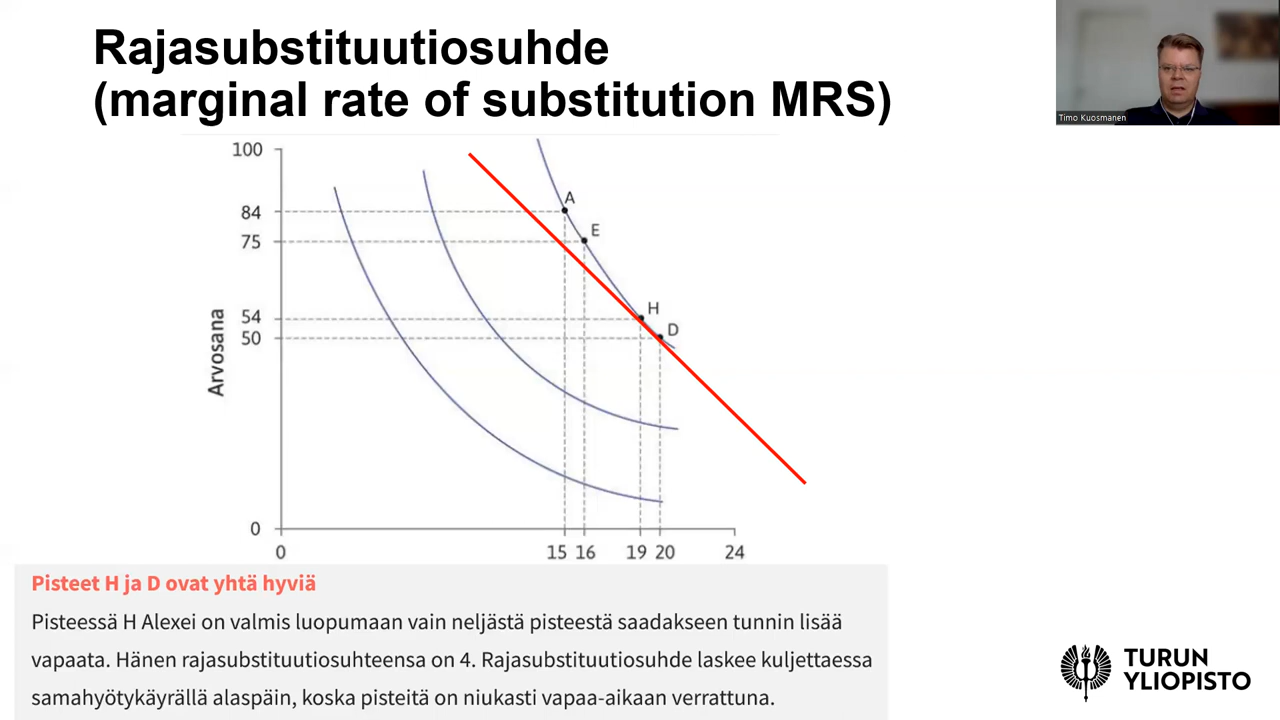 Rajasubstituutiosuhde
(marginal rate of substitution MRS)
Timo Kuosmanen
100
84
75
54
50
0
Arvosana
A
E
H
D
0
15
16
19
20
24
Pisteet H ja D ovat yhtä hyviä
Pisteessä H Alexei on valmis luopumaan vain neljästä pisteestä saadakseen tunnin lisää
vapaata. Hänen rajasubstituutiosuhteensa on 4. Rajasubstituutiosuhde laskee kuljettaessa
samahyötykäyrällä alaspäin, koska pisteitä on niukasti vapaa-aikaan verrattuna.
TURUN
YLIOPISTO